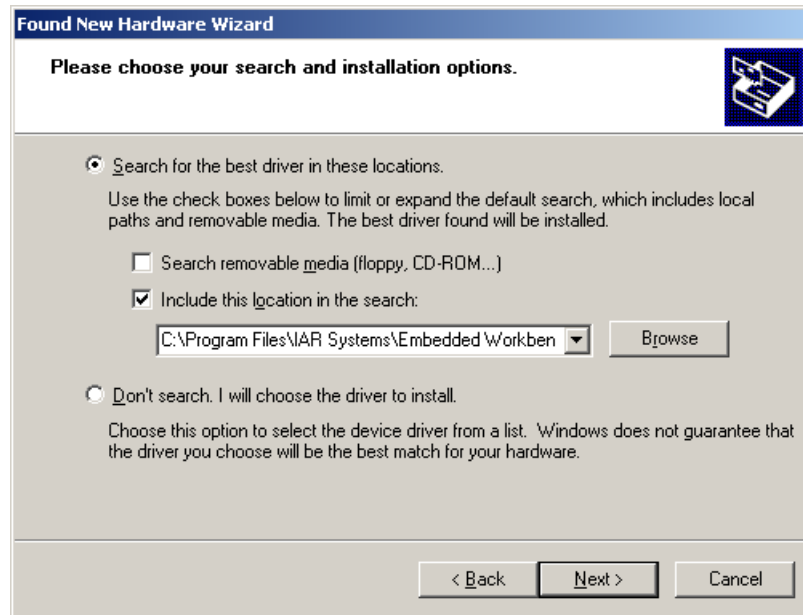 Found New Hardware Wizard
Please choose your search and installation options.
Search for the best driver in these locations.
Use the check boxes below to limit or expand the default search, which includes local
paths and removable media. The best driver found will be installed.
Search removable media (floppy, CD-ROM...)
Include this location in the search:
C:\Program Files\IAR Systems\Embedded Workben
Browse
Don't search. I will choose the driver to install.
Choose this option to select the device driver from a list. Windows does not guarantee that
the driver you choose will be the best match for your hardware.
< Back
Next >
Cancel